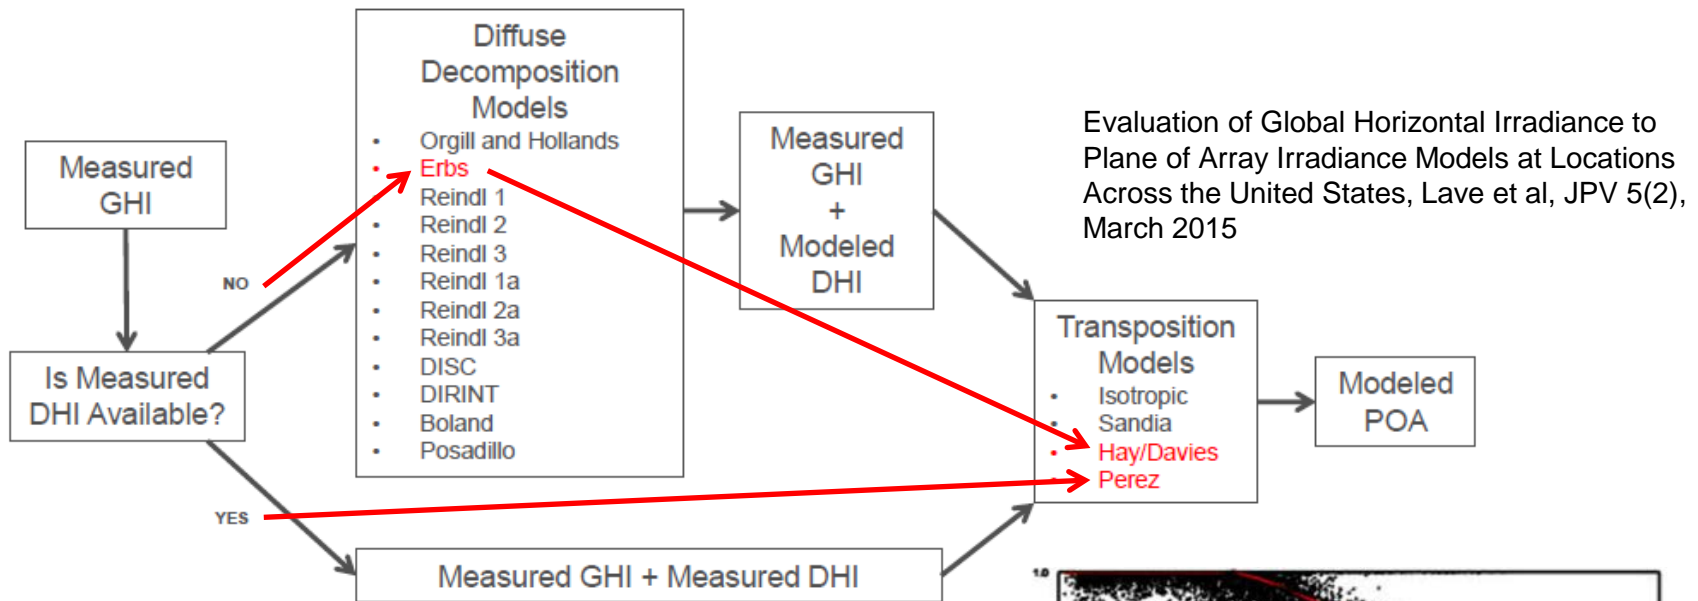 Measured
GHI
Is Measured
DHI Available?
NO
YES
Diffuse
Decomposition
Models
• Orgill and Hollands
• Erbs
Reindl 1
• Reindl 2
• Reindl 3
• Reindl 1a
• Reindl 2a
• Reindl 3a
• DISC
• DIRINT
• Boland
• Posadillo
Measured
GHI
+
Modeled
DHI
Measured GHI + Measured DHI
Evaluation of Global Horizontal Irradiance to
Plane of Array Irradiance Models at Locations
Across the United States, Lave et al, JPV 5(2),
March 2015
Transposition
Models
• Isotropic
• Sandia
• Hay/Davies
• Perez
Modeled
POA
1.0